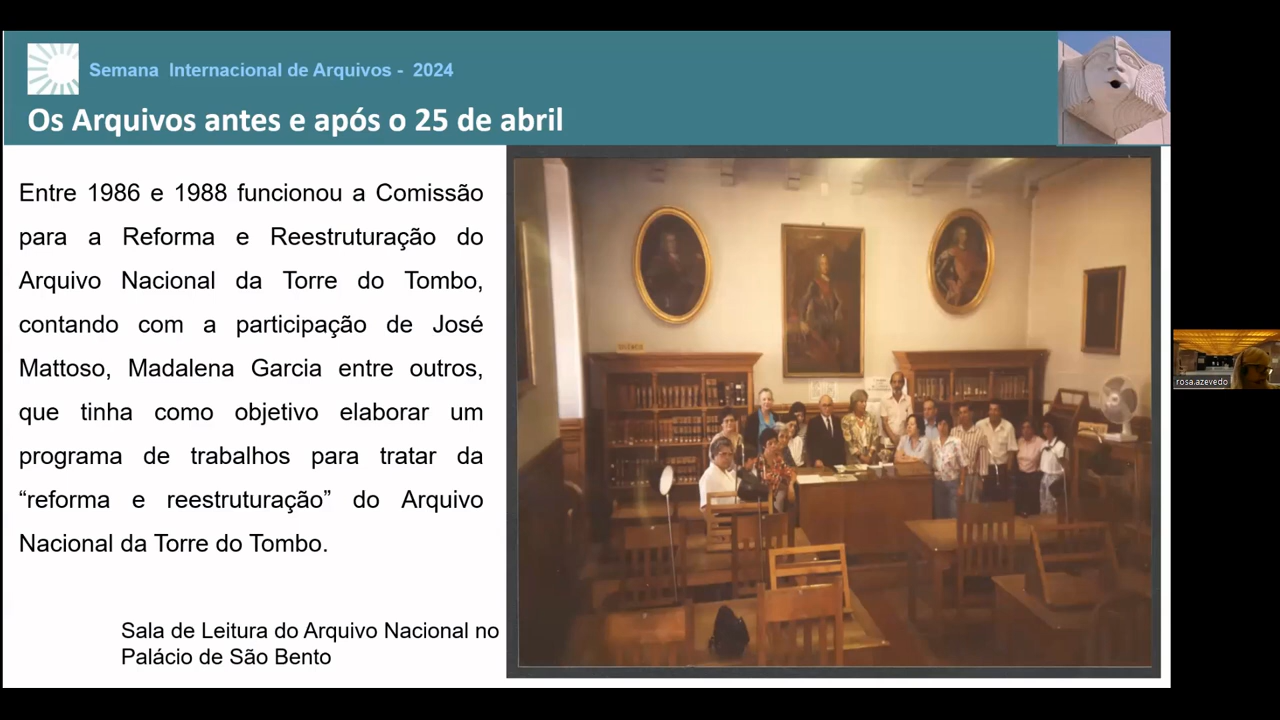 Semana Internacional de Arquivos - 2024
Os Arquivos antes e após o 25 de abril
Entre 1986 e 1988 funcionou a Comissão
para a Reforma e Reestruturação do
Arquivo Nacional da Torre do Tombo,
contando com a participação de José
Mattoso, Madalena Garcia entre outros,
que tinha como objetivo elaborar um
programa de trabalhos para tratar da
“reforma e reestruturação” do Arquivo
Nacional da Torre do Tombo.
Sala de Leitura do Arquivo Nacional no
Palácio de São Bento
rosa.azevedo